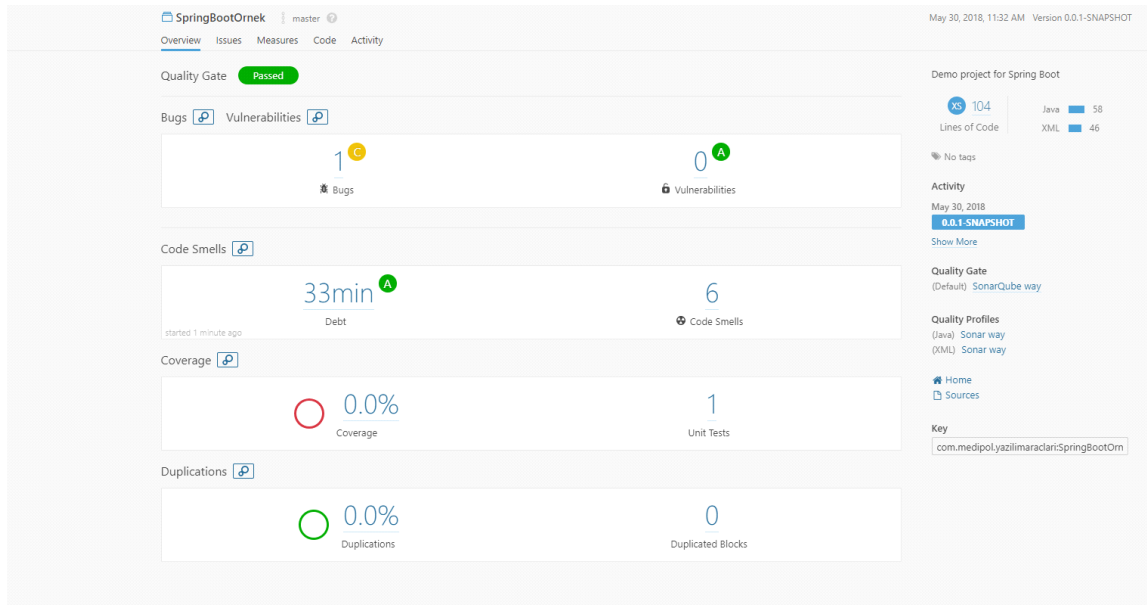 SpringBootOrnek master
May 30, 2018, 11:32 AM Version 0.0.1-SNAPSHOT
Overview Issues Measures Code Activity
Quality Gate Passed
Bugs Vulnerabilities
1 C
Bugs
0 A
Vulnerabilities
Code Smells
33min A
Debt
started 1 minute ago
6
Code Smells
Coverage
0.0%
Coverage
1
Unit Tests
Duplications
0.0%
Duplications
0
Duplicated Blocks
Demo project for Spring Boot
XS 104
Lines of Code
Java 58
XML 46
No tags
Activity
May 30, 2018
0.0.1-SNAPSHOT
Show More
Quality Gate
(Default) SonarQube way
Quality Profiles
(Java) Sonar way
(XML) Sonar way
Home
Sources
Key
com.medipol.yazilimaraclari:SpringBootOrn